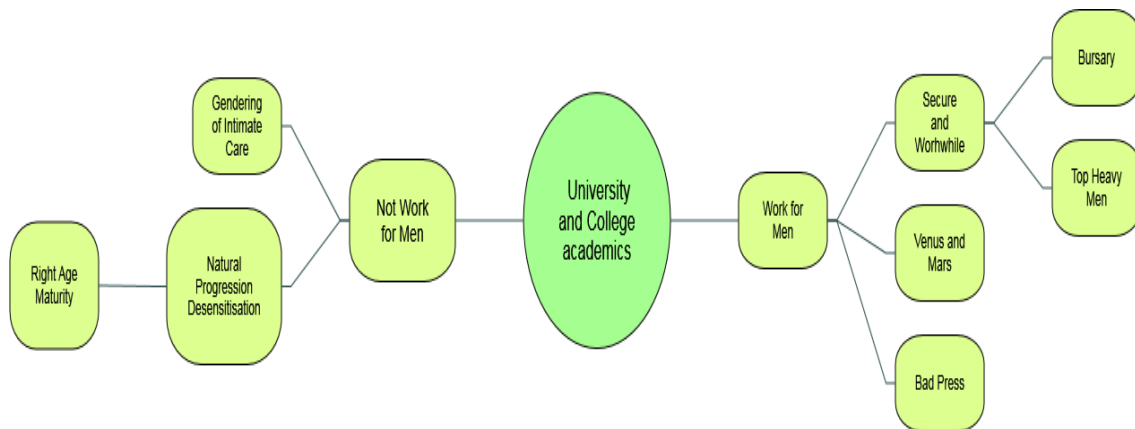 Gendering
of Intimate
Care
Right Age
Maturity
Natural
Progression
Desensitisation
Not Work
for Men
University
and College
academics
Work for
Men
Secure
and
Worhwhile
Venus and
Mars
Bad Press
Bursary
Top Heavy
Men